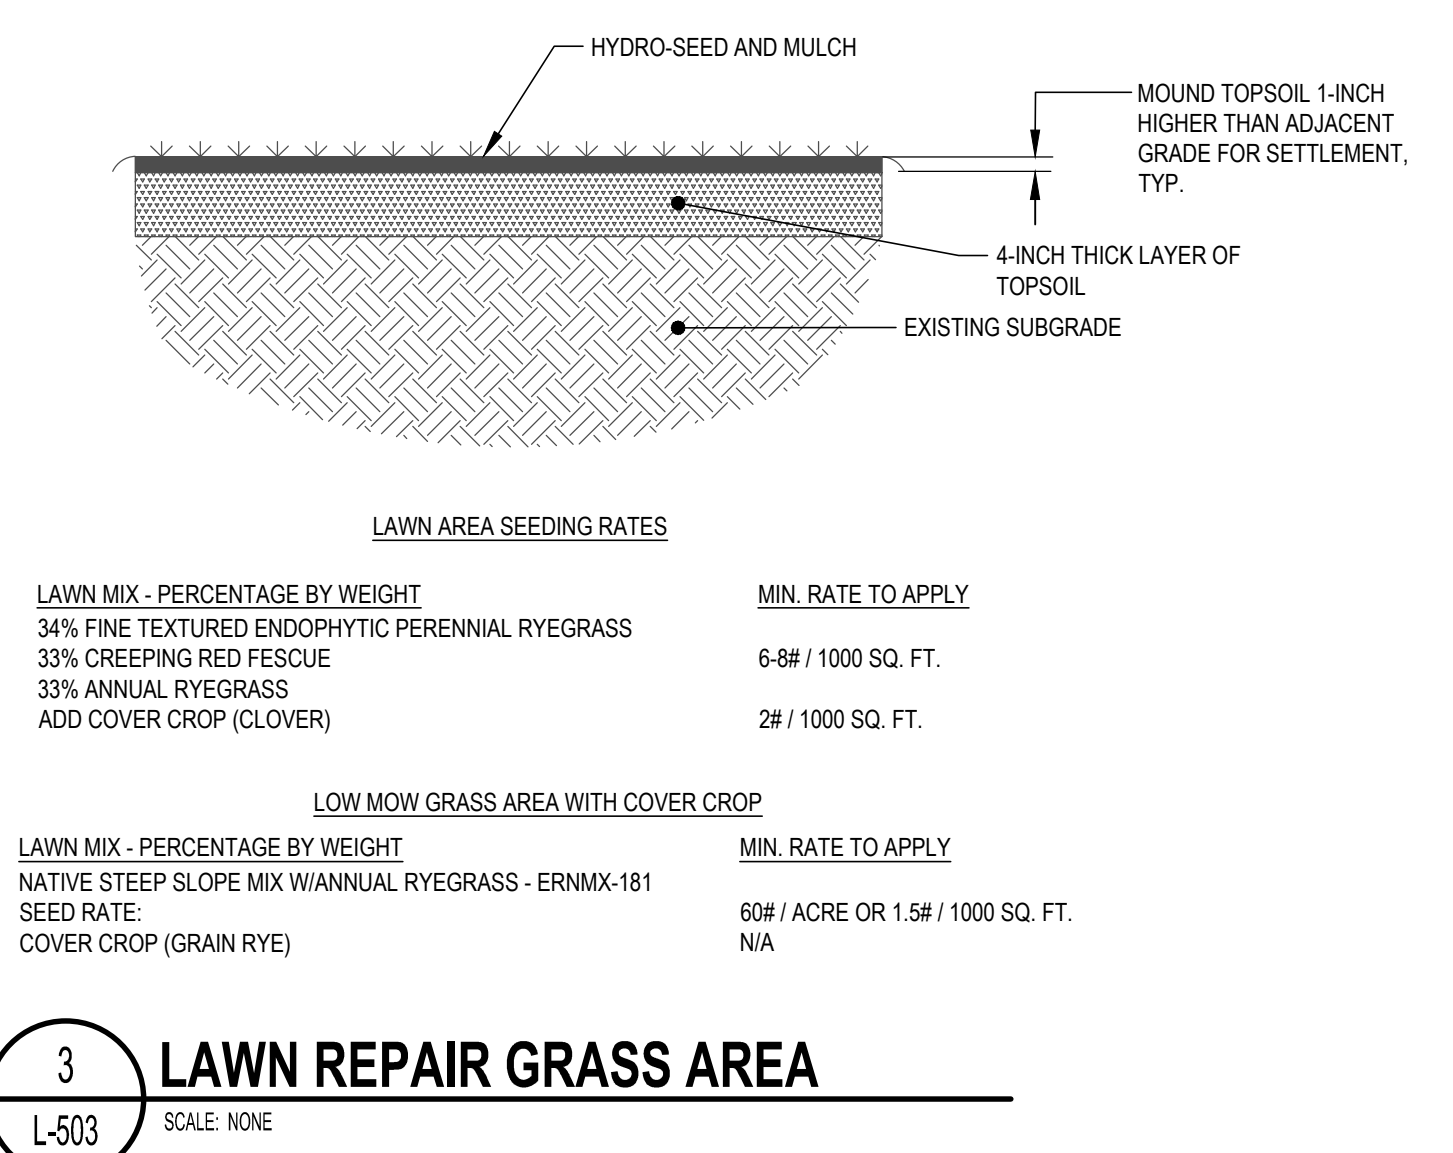 HYDRO-SEED AND MULCH
MOUND TOPSOIL 1-INCH
HIGHER THAN ADJACENT
GRADE FOR SETTLEMENT,
TYP.
4-INCH THICK LAYER OF
TOPSOIL
EXISTING SUBGRADE
LAWN AREA SEEDING RATES
LAWN MIX - PERCENTAGE BY WEIGHT MIN. RATE TO APPLY
34% FINE TEXTURED ENDOPHYTIC PERENNIAL RYEGRASS
33% CREEPING RED FESCUE 6-8# / 1000 SQ. FT.
33% ANNUAL RYEGRASS
ADD COVER CROP (CLOVER) 2# / 1000 SQ. FT.
LOW MOW GRASS AREA WITH COVER CROP
LAWN MIX - PERCENTAGE BY WEIGHT MIN. RATE TO APPLY
NATIVE STEEP SLOPE MIX W/ANNUAL RYEGRASS - ERNMX-181
SEED RATE: 60# / ACRE OR 1.5# / 1000 SQ. FT.
COVER CROP (GRAIN RYE) N/A
3 LAWN REPAIR GRASS AREA
L-503 SCALE: NONE